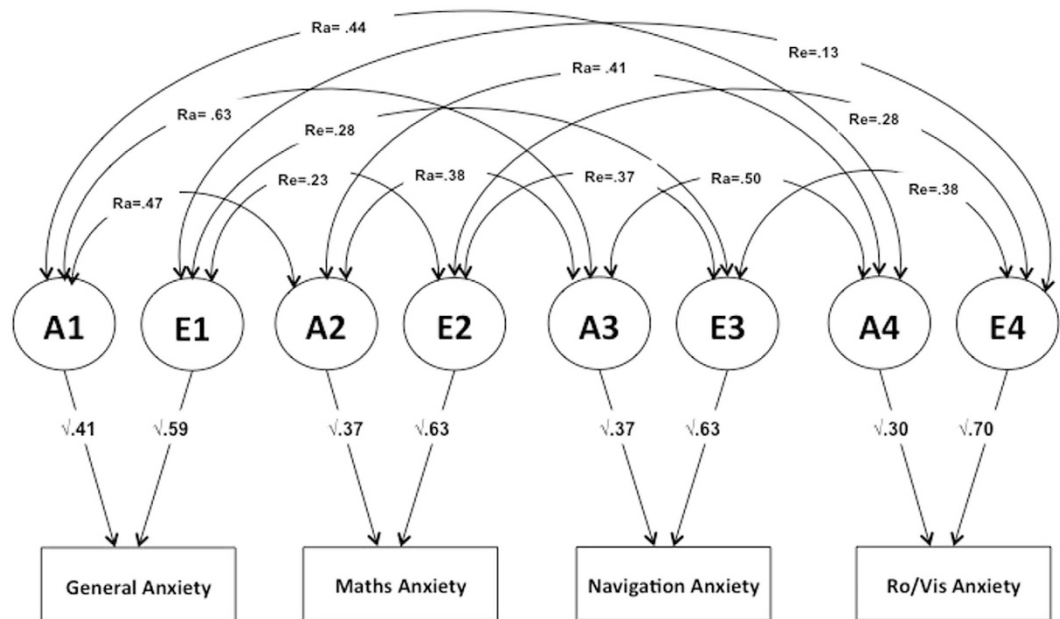 Ra= .44
Re=.13
Ra= .41
Ra= .63
Re=.28
Re=.28
Ra=.47
Re=.23
Ra=.38
Re=.37
Ra=.50
Re=.38
A1 E1 A2 E2 A3 E3 A4 E4
√.41 √.59 √.37 √.63 √.37 √.63 √.30 √.70
General Anxiety Maths Anxiety Navigation Anxiety Ro/Vis Anxiety